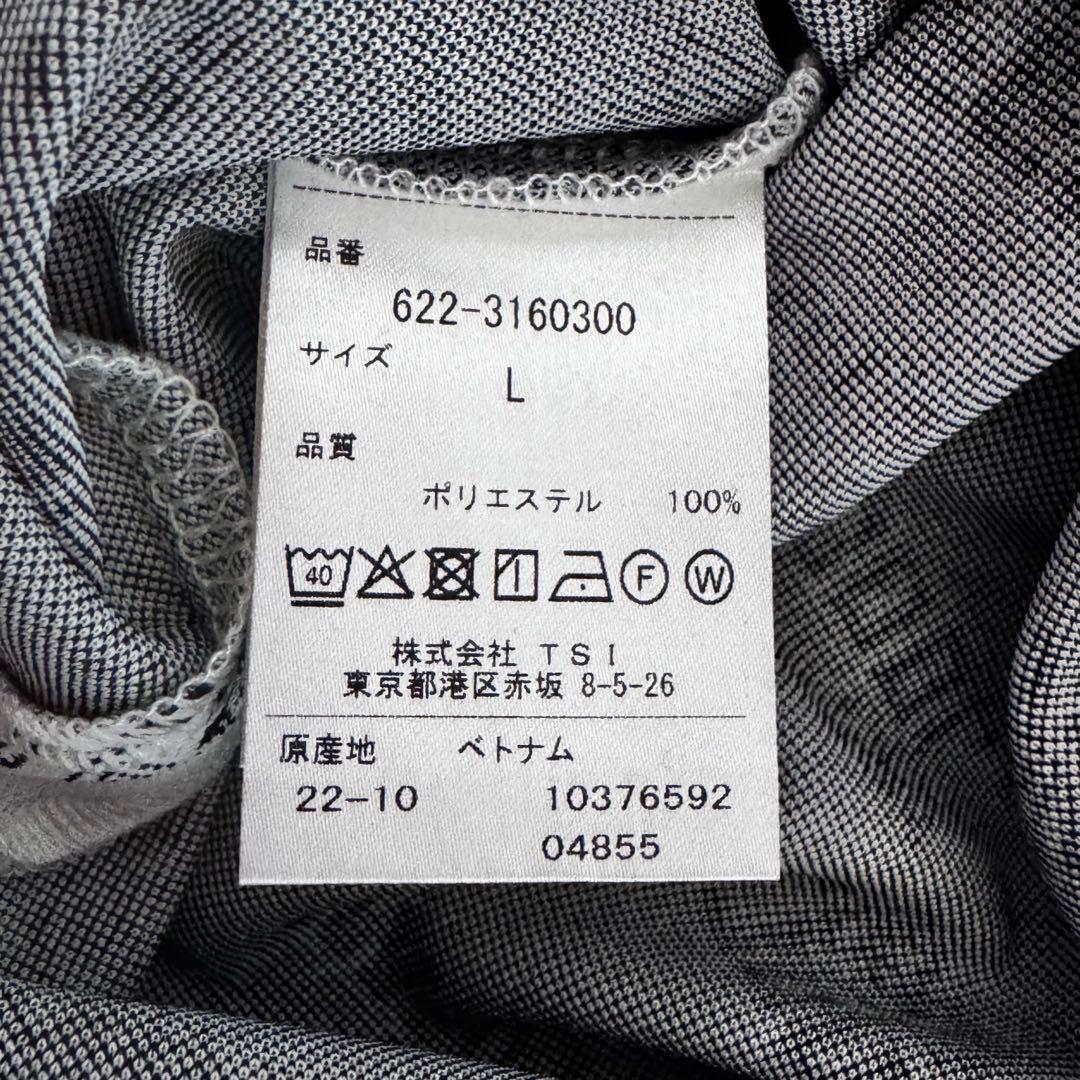 品番
622-3160300
サイズ
L
品質
ポリエステル 100%
40 F W
株式会社 TSI
東京都港区赤坂 8-5-26
原産地 ベトナム
22-10 10376592
04855